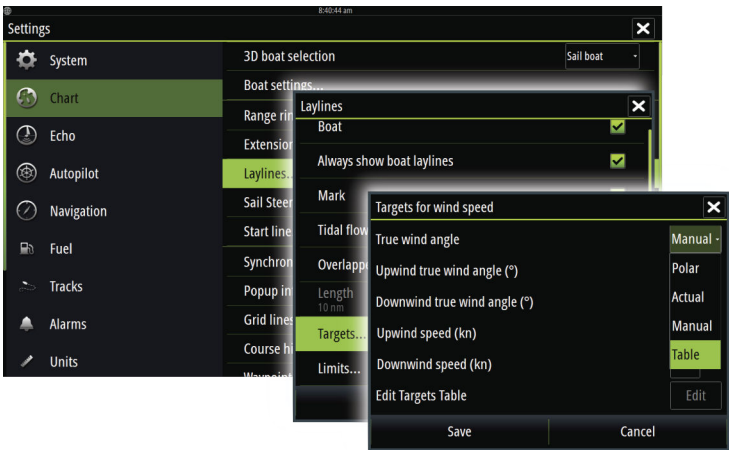 8:40:44 am
Settings
System
Chart
Echo
Autopilot
Navigation
Fuel
Tracks
Alarms
Units
3D boat selection
Sail boat
Boat settings...
Range rin
Extension
Laylines...
Sail Steer
Start line
Synchron
Popup in
Grid lines
Course hi
Waypoint
Laylines
Boat
Always show boat laylines
Mark
Tidal flow
Overlappe
Length
10 nm
Targets...
Limits...
Targets for wind speed
True wind angle
Manual
Upwind true wind angle (°)
Polar
Downwind true wind angle (°)
Actual
Upwind speed (kn)
Manual
Downwind speed (kn)
Table
Edit Targets Table
Edit
Save
Cancel